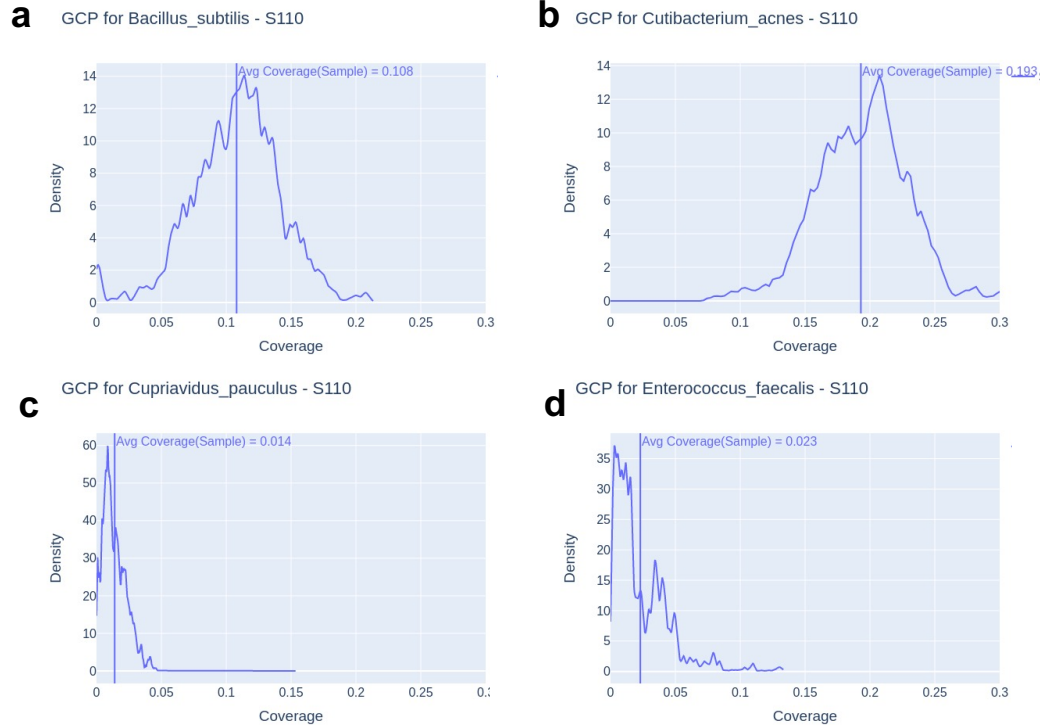 a
GCP for Bacillus_subtilis - S110
Avg Coverage(Sample) = 0.108
14
12
10
8
6
4
2
0
Density
0 0.05 0.1 0.15 0.2 0.25 0.3
Coverage
b
GCP for Cutibacterium_acnes - S110
Avg Coverage(Sample) = 0.193
14
12
10
8
6
4
2
0
Density
0 0.05 0.1 0.15 0.2 0.25 0.3
Coverage
c
GCP for Cupriavidus_pauculus - S110
Avg Coverage(Sample) = 0.014
60
50
40
30
20
10
0
Density
0 0.05 0.1 0.15 0.2 0.25
Coverage
d
GCP for Enterococcus_faecalis - S110
Avg Coverage(Sample) = 0.023
35
30
25
20
15
10
5
0
Density
0 0.05 0.1 0.15 0.2 0.25 0.3
Coverage